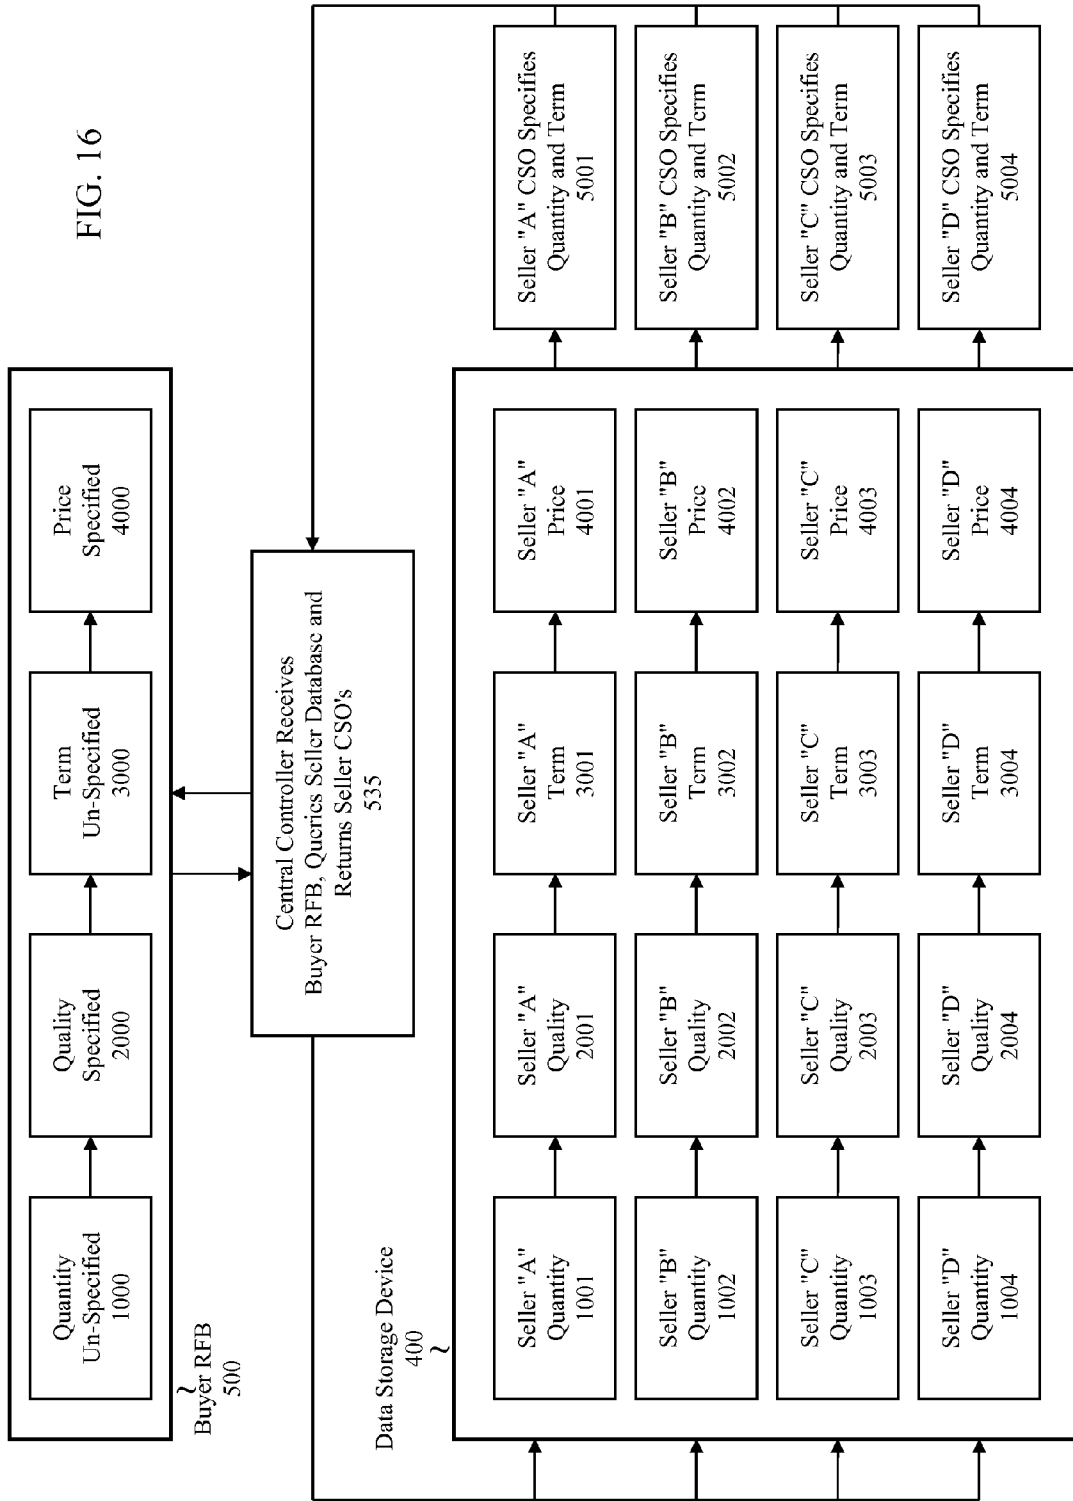 FIG. 16
Quantity
Un-Specified
1000
Quality
Specified
2000
Term
Un-Specified
3000
Price
Specified
4000
Buyer RFB
500
Central Controller Receives
Buyer RFB, Queries Seller Database and
Returns Seller CSO's
535
Data Storage Device
400
Seller "A"
Quantity
1001
Seller "A"
Quality
2001
Seller "A"
Term
3001
Seller "A"
Price
4001
Seller "A" CSO Specifies
Quantity and Term
5001
Seller "B"
Quantity
1002
Seller "B"
Quality
2002
Seller "B"
Term
3002
Seller "B"
Price
4002
Seller "B" CSO Specifies
Quantity and Term
5002
Seller "C"
Quantity
1003
Seller "C"
Quality
2003
Seller "C"
Term
3003
Seller "C"
Price
4003
Seller "C" CSO Specifies
Quantity and Term
5003
Seller "D"
Quantity
1004
Seller "D"
Quality
2004
Seller "D"
Term
3004
Seller "D"
Price
4004
Seller "D" CSO Specifies
Quantity and Term
5004